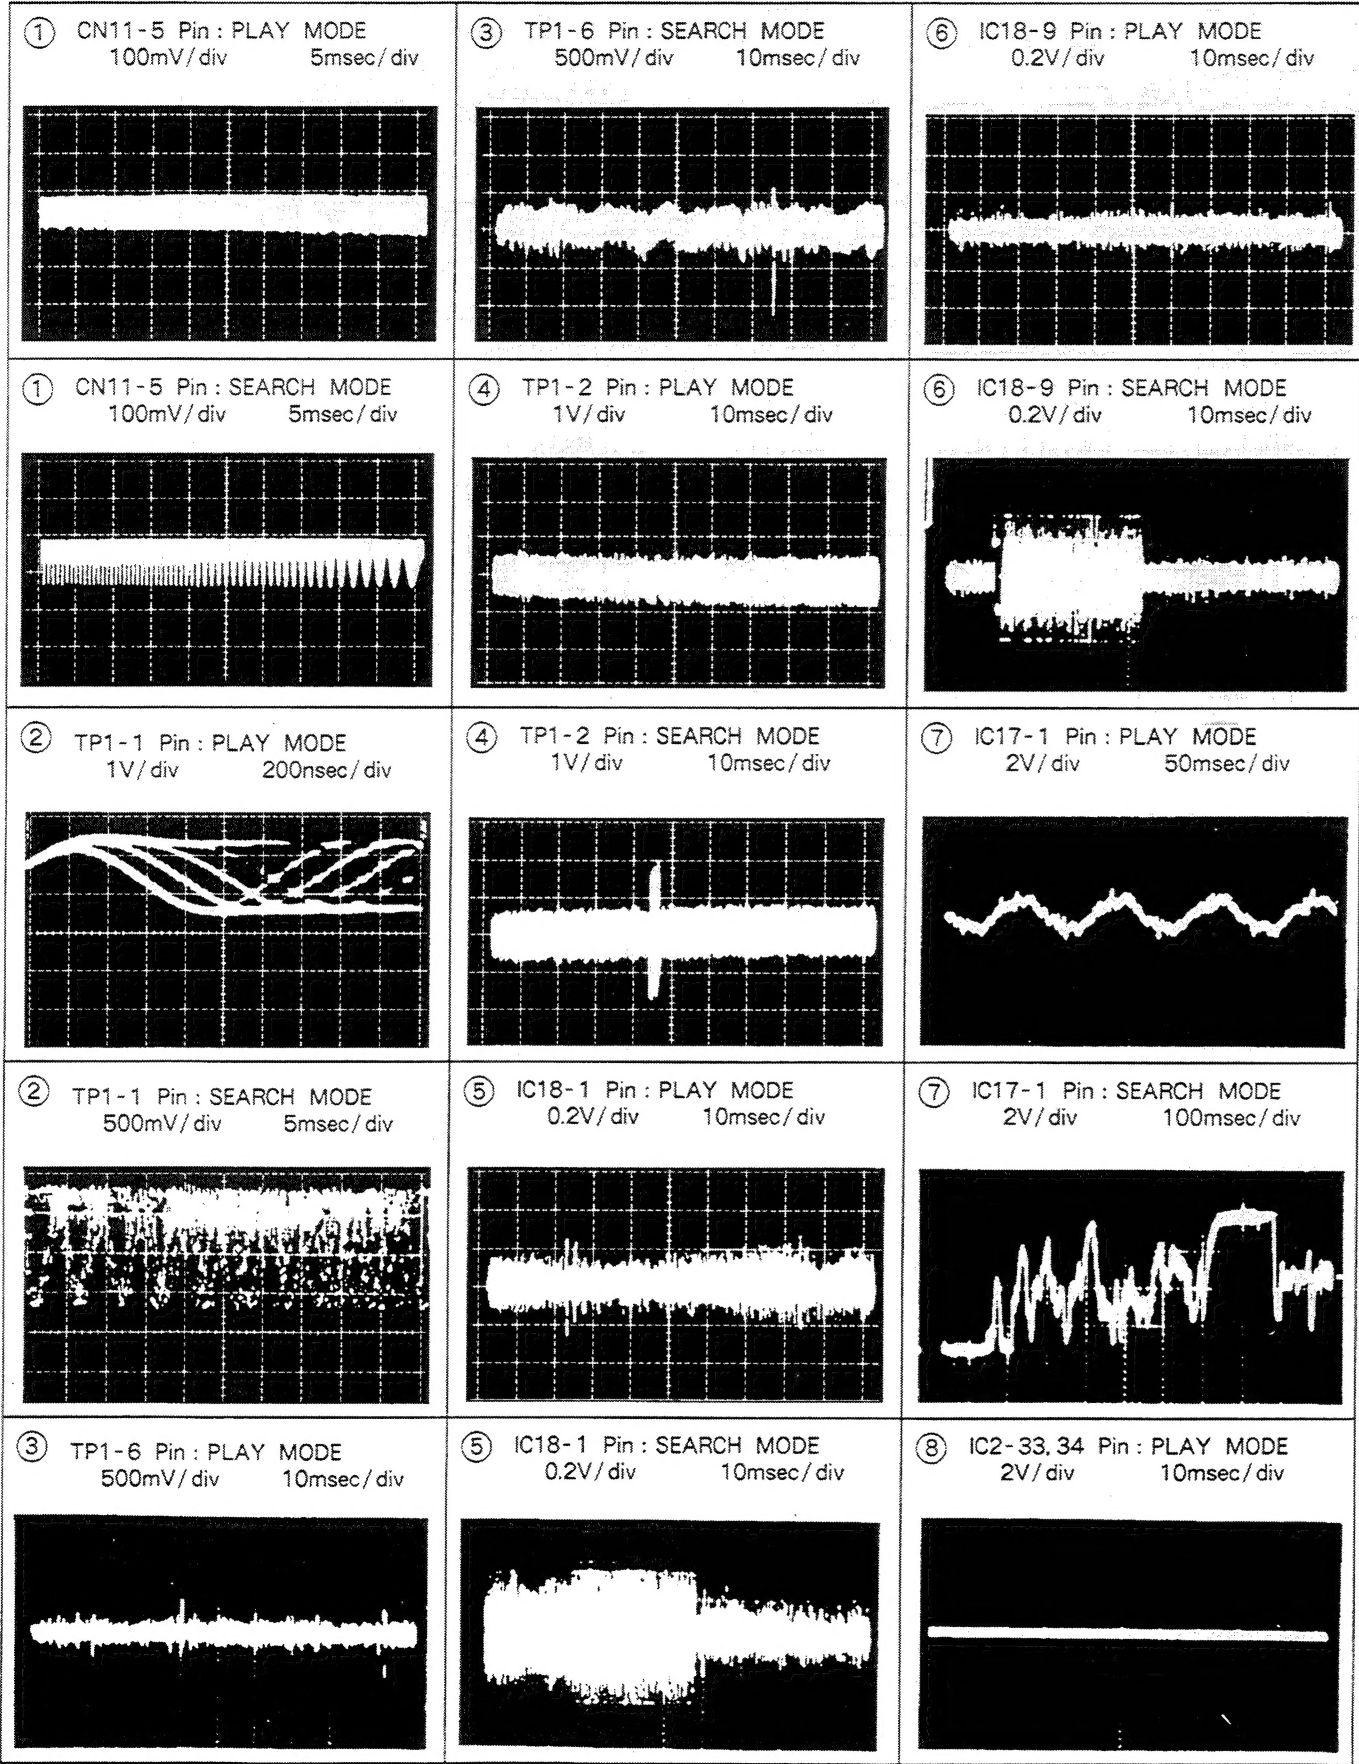 ① CN11-5 Pin : PLAY MODE
100mV/div 5msec/div
① CN11-5 Pin : SEARCH MODE
100mV/div 5msec/div
② TP1-1 Pin : PLAY MODE
1V/div 200nsec/div
② TP1-1 Pin : SEARCH MODE
500mV/div 5msec/div
③ TP1-6 Pin : PLAY MODE
500mV/div 10msec/div
③ TP1-6 Pin : SEARCH MODE
500mV/div 10msec/div
④ TP1-2 Pin : PLAY MODE
1V/div 10msec/div
④ TP1-2 Pin : SEARCH MODE
1V/div 10msec/div
⑤ IC18-1 Pin : PLAY MODE
0.2V/div 10msec/div
⑤ IC18-1 Pin : SEARCH MODE
0.2V/div 10msec/div
⑥ IC18-9 Pin : PLAY MODE
0.2V/div 10msec/div
⑥ IC18-9 Pin : SEARCH MODE
0.2V/div 10msec/div
⑦ IC17-1 Pin : PLAY MODE
2V/div 50msec/div
⑦ IC17-1 Pin : SEARCH MODE
2V/div 100msec/div
⑧ IC2-33, 34 Pin : PLAY MODE
2V/div 10msec/div